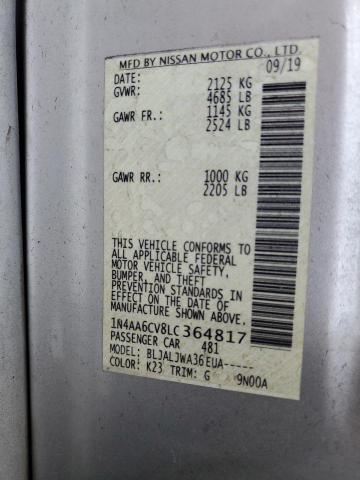 MFD BY NISSAN MOTOR CO., LTD.
DATE: 09/19
GVWR: 2125 KG
4685 LB
GAWR FR.: 1145 KG
2524 LB
GAWR RR.: 1000 KG
2205 LB
THIS VEHICLE CONFORMS TO
ALL APPLICABLE FEDERAL
MOTOR VEHICLE SAFETY,
BUMPER, AND THEFT
PREVENTION STANDARDS IN
EFFECT ON THE DATE OF
MANUFACTURE SHOWN ABOVE.
1N4AA6CV8LC364817
PASSENGER CAR 481
MODEL: BLJALJWA36EUA-----
COLOR: K23 TRIM: G 9N00A